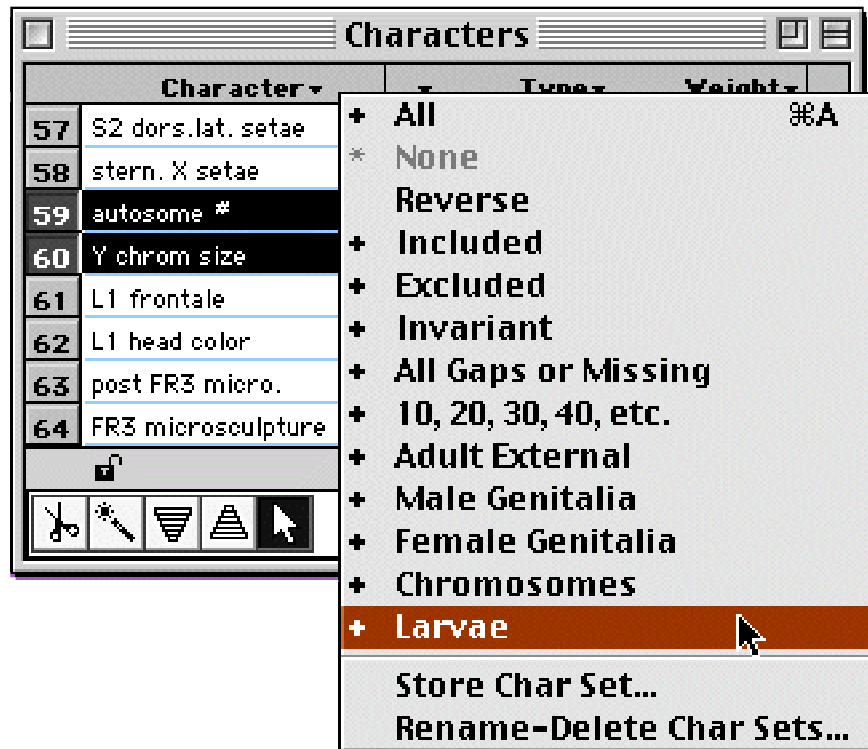 Characters
Character Type Weight
57 S2 dors.lat. setae
58 stern. X setae
59 autosome #
60 Y chrom size
61 L1 frontale
62 L1 head color
63 post FR3 micro.
64 FR3 microsculpture
+ All ⌘A
* None
Reverse
+ Included
+ Excluded
+ Invariant
+ All Gaps or Missing
+ 10, 20, 30, 40, etc.
+ Adult External
+ Male Genitalia
+ Female Genitalia
+ Chromosomes
+ Larvae
Store Char Set...
Rename-Delete Char Sets...